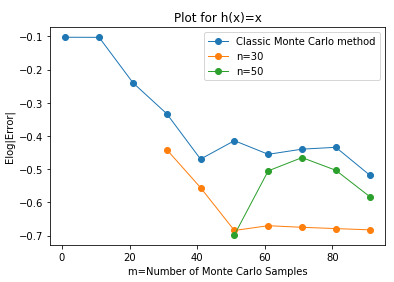 Plot for h(x)=x
Classic Monte Carlo method
n=30
n=50
Elog|Error|
−0.1
−0.2
−0.3
−0.4
−0.5
−0.6
−0.7
0 20 40 60 80
m=Number of Monte Carlo Samples